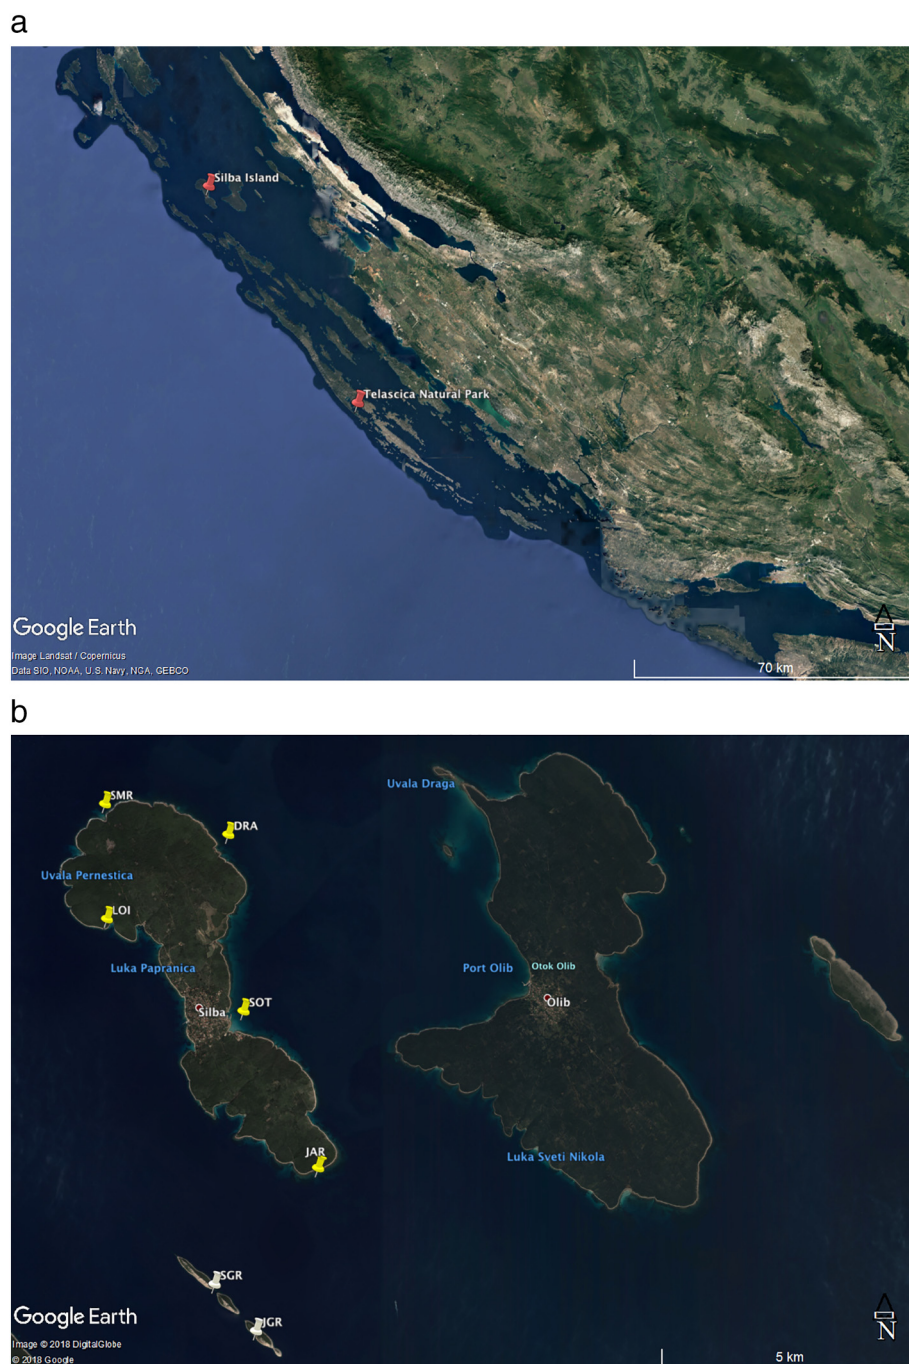 a
Silba Island
Telascica Natural Park
Google Earth
N
Image Landsat / Copernicus
Data SIO, NOAA, U.S. Navy, NGA, GEBCO
70 km
b
Uvala Draga
SMR
DRA
Uvala Pernestica
LOI
Luka Papranica
Port Olib
Otok Olib
SOT
Silba
Olib
JAR
Luka Sveti Nikola
SGR
JGR
Google Earth
N
Image © 2018 DigitalGlobe
© 2018 Google
5 km